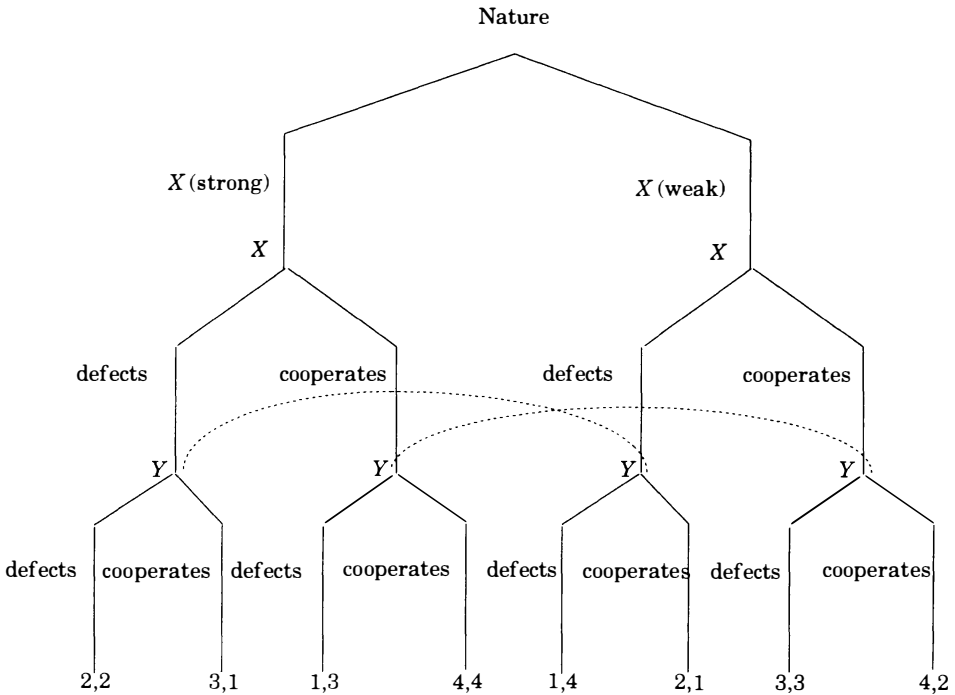 Nature
X (strong)
X (weak)
X
X
defects
cooperates
defects
cooperates
Y
Y
Y
Y
defects
cooperates
defects
cooperates
defects
cooperates
defects
cooperates
2,2
3,1
1,3
4,4
1,4
2,1
3,3
4,2